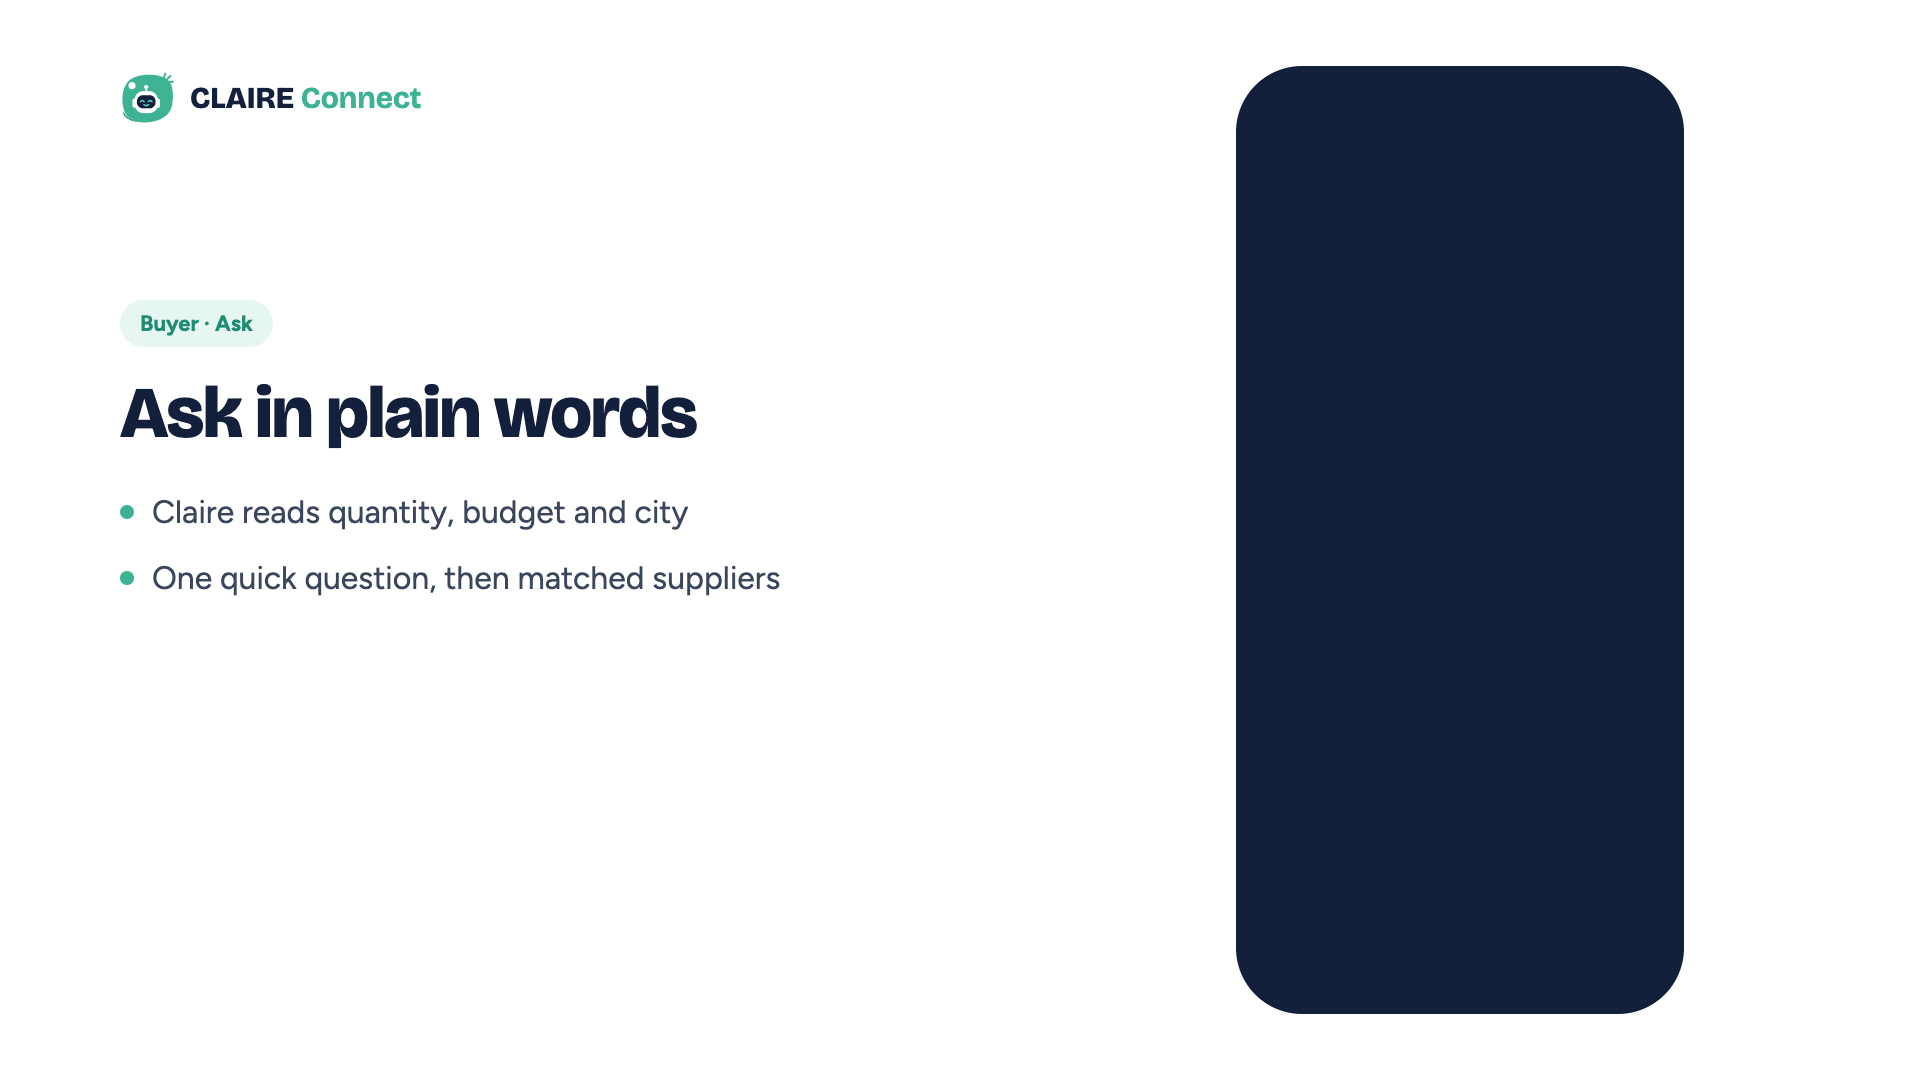 CLAIRE Connect
Buyer · Ask
Ask in plain words
Claire reads quantity, budget and city
One quick question, then matched suppliers